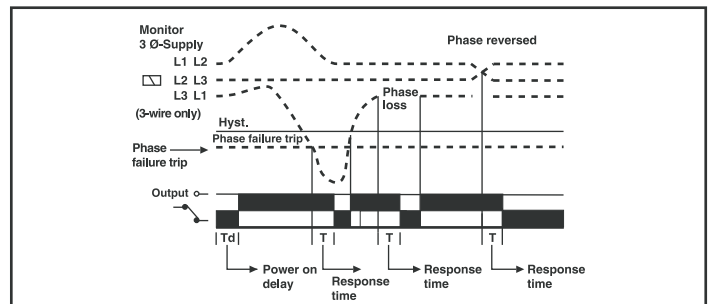 Monitor
3 Ø-Supply
Phase reversed
L1 L2
L2 L3
L3 L1
Phase
loss
(3-wire only)
Hyst.
Phase failure trip
Phase
failure trip
Output
Td
T
T
T
Power on
delay
Response
time
Response
time
Response
time